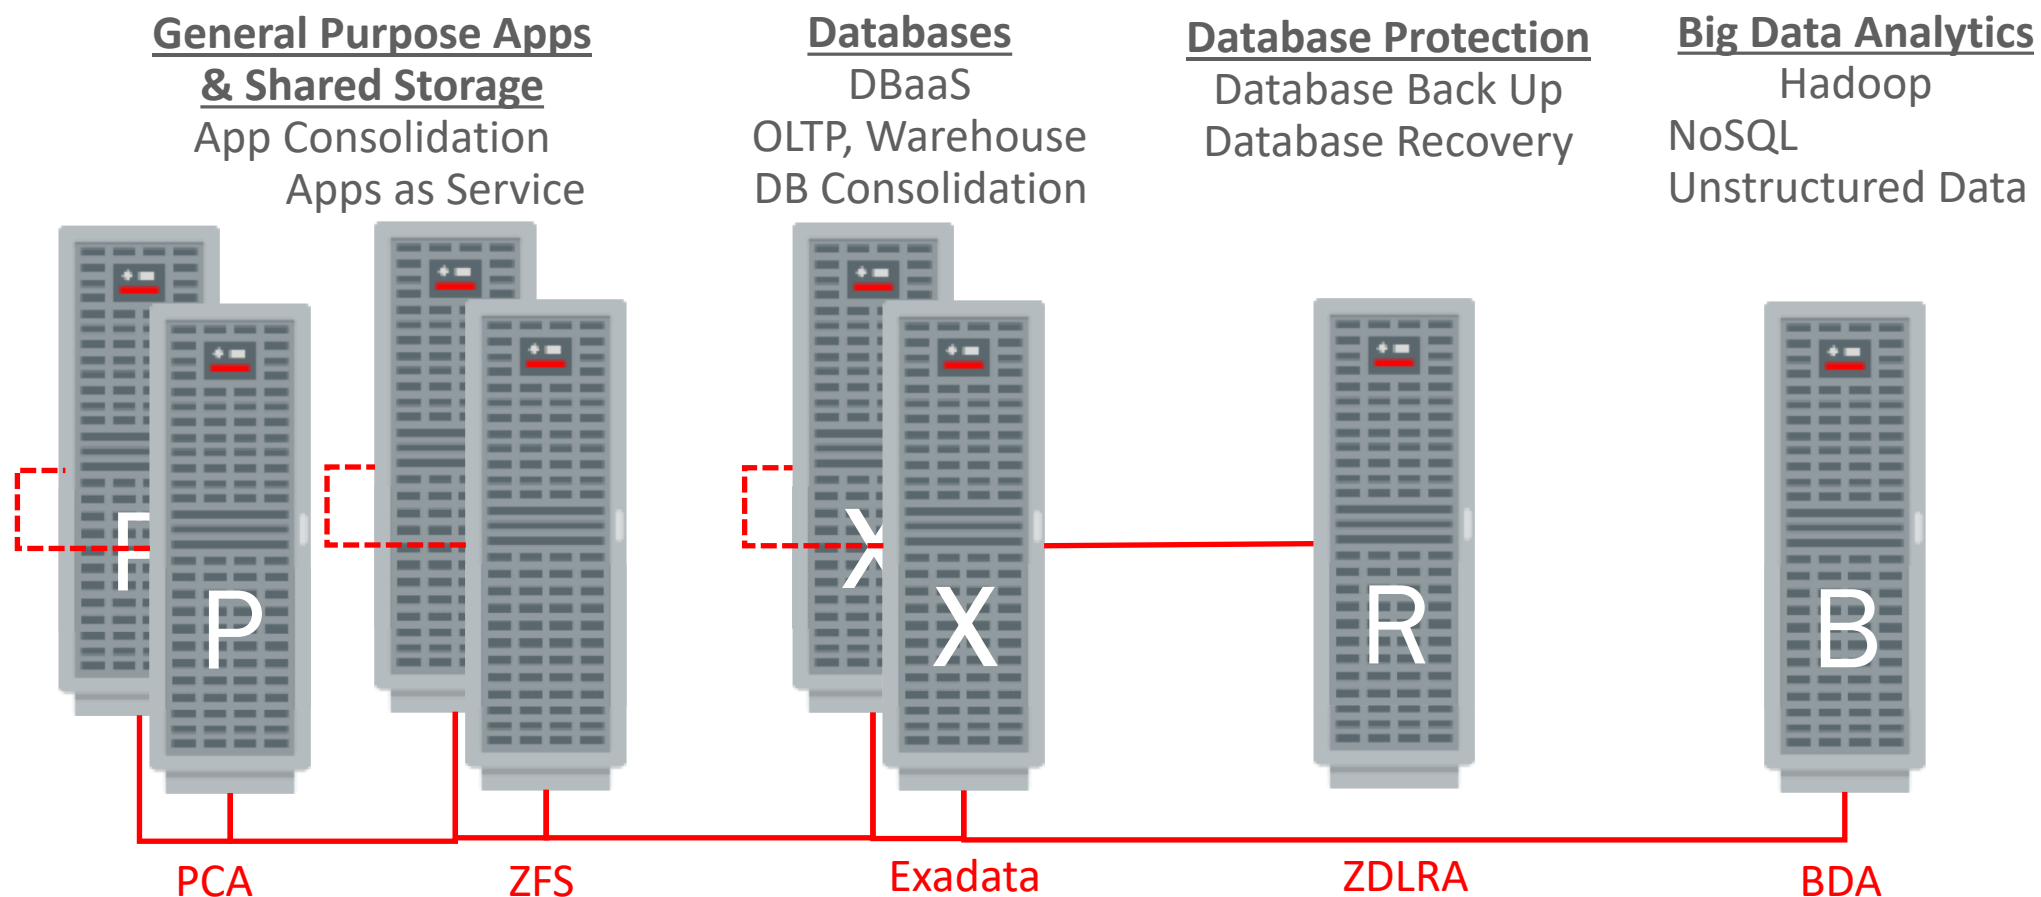 General Purpose Apps
& Shared Storage
App Consolidation
Apps as Service
Databases
DBaaS
OLTP, Warehouse
DB Consolidation
Database Protection
Database Back Up
Database Recovery
Big Data Analytics
Hadoop
NoSQL
Unstructured Data
P
P
X
X
R
B
PCA
ZFS
Exadata
ZDLRA
BDA